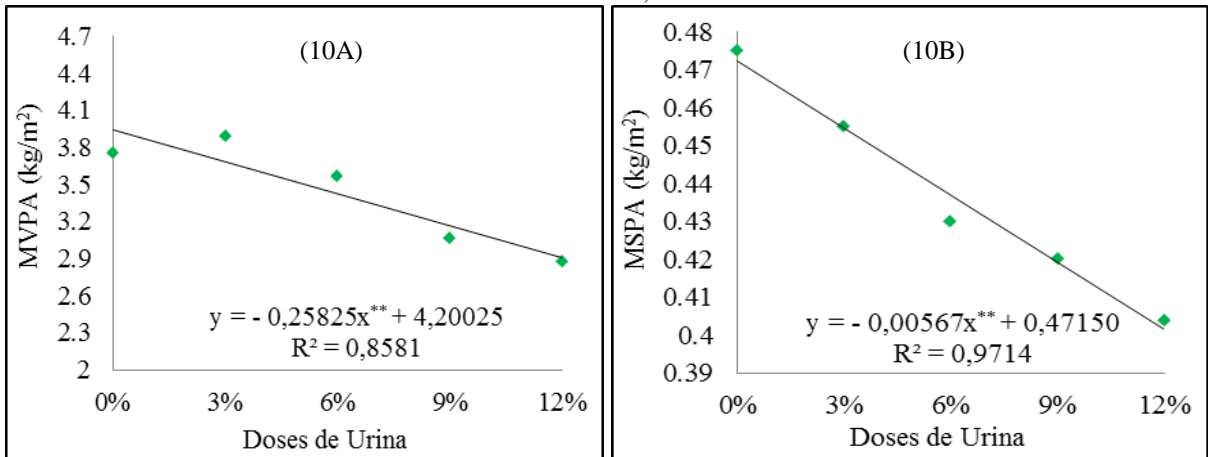 (10A)
MVPA (kg/m²)
4.7
4.4
4.1
3.8
3.5
3.2
2.9
2.6
2.3
2
y = - 0,25825x** + 4,20025
R² = 0,8581
0% 3% 6% 9% 12%
Doses de Urina
(10B)
MSPA (kg/m²)
0.48
0.47
0.46
0.45
0.44
0.43
0.42
0.41
0.4
0.39
y = - 0,00567x** + 0,47150
R² = 0,9714
0% 3% 6% 9% 12%
Doses de Urina